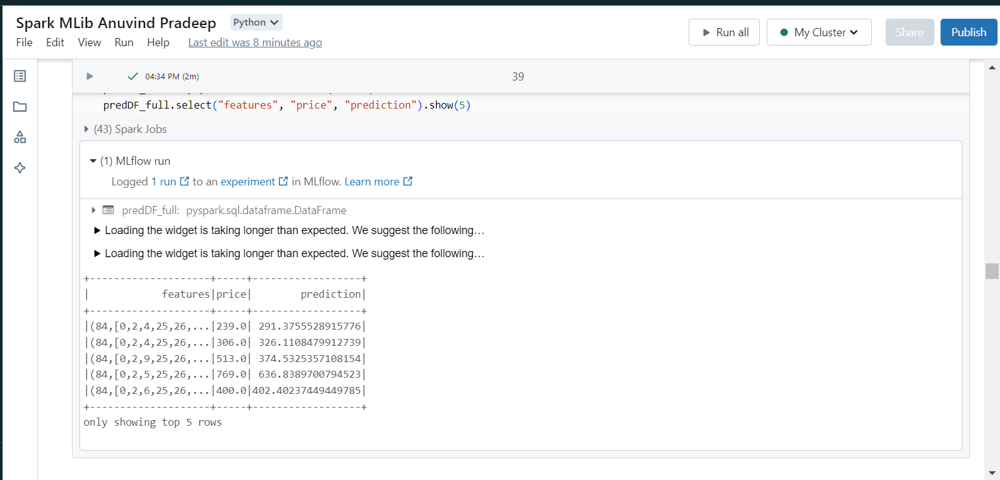 Spark MLib Anuvind Pradeep Python
File Edit View Run Help Last edit was 8 minutes ago
Run all My Cluster Share Publish
04:34 PM (2m) 39
predDF_full.select("features", "price", "prediction").show(5)
(43) Spark Jobs
(1) MLflow run
Logged 1 run to an experiment in MLflow. Learn more
predDF_full: pyspark.sql.dataframe.DataFrame
Loading the widget is taking longer than expected. We suggest the following…
Loading the widget is taking longer than expected. We suggest the following…
+--------------------+-----+------------------+
|            features|price|        prediction|
+--------------------+-----+------------------+
|(84,[0,2,4,25,26,...|239.0| 291.3755528915776|
|(84,[0,2,4,25,26,...|306.0| 326.1108479912739|
|(84,[0,2,9,25,26,...|513.0| 374.5325357108154|
|(84,[0,2,5,25,26,...|769.0| 636.8389700794523|
|(84,[0,2,6,25,26,...|400.0|402.40237449449785|
+--------------------+-----+------------------+
only showing top 5 rows